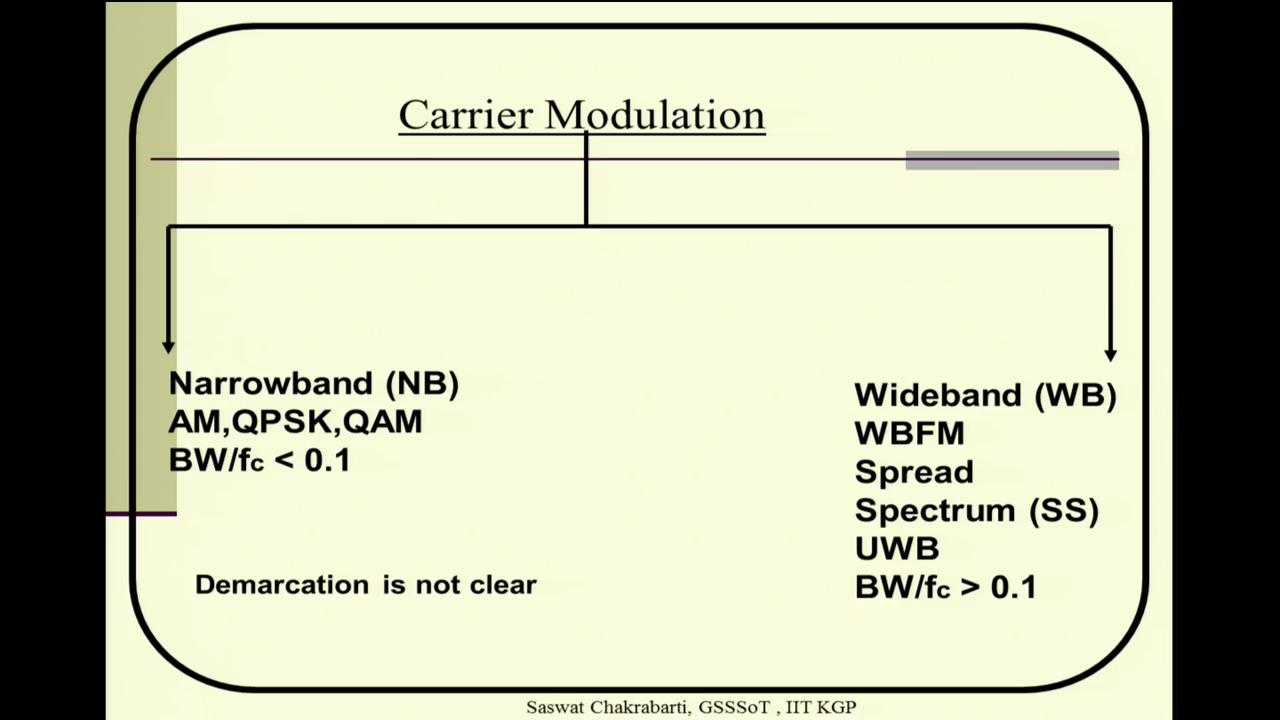 Carrier Modulation
Narrowband (NB)
AM,QPSK,QAM
BW/fc < 0.1
Demarcation is not clear
Wideband (WB)
WBFM
Spread
Spectrum (SS)
UWB
BW/fc > 0.1
Saswat Chakrabarti, GSSSoT , IIT KGP